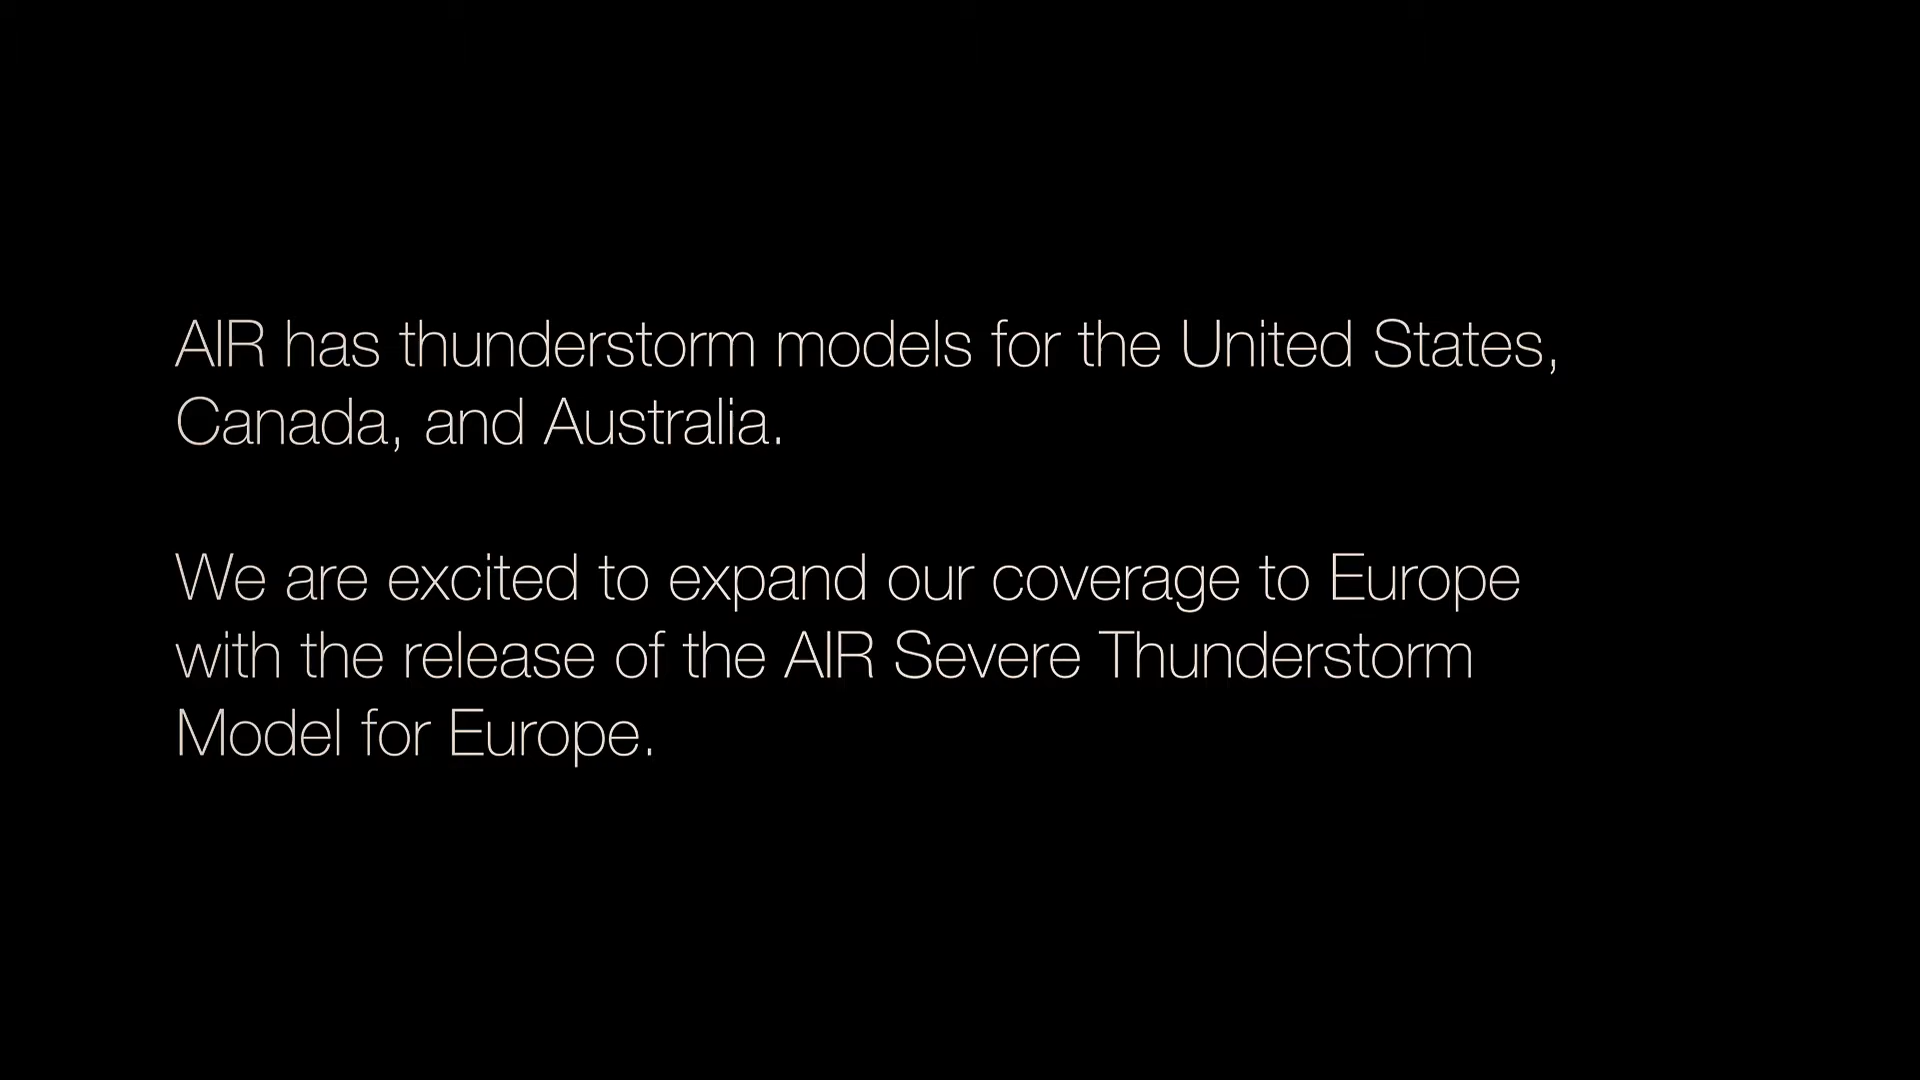 AIR has thunderstorm models for the United States,
Canada, and Australia.
We are excited to expand our coverage to Europe
with the release of the AIR Severe Thunderstorm
Model for Europe.